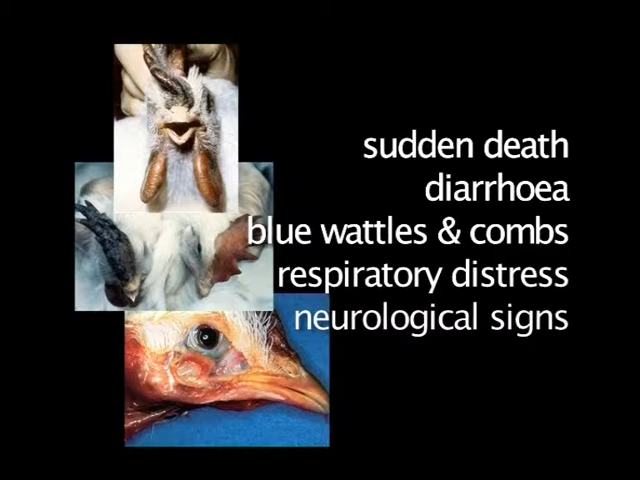 sudden death
diarrhoea
blue wattles & combs
respiratory distress
neurological signs